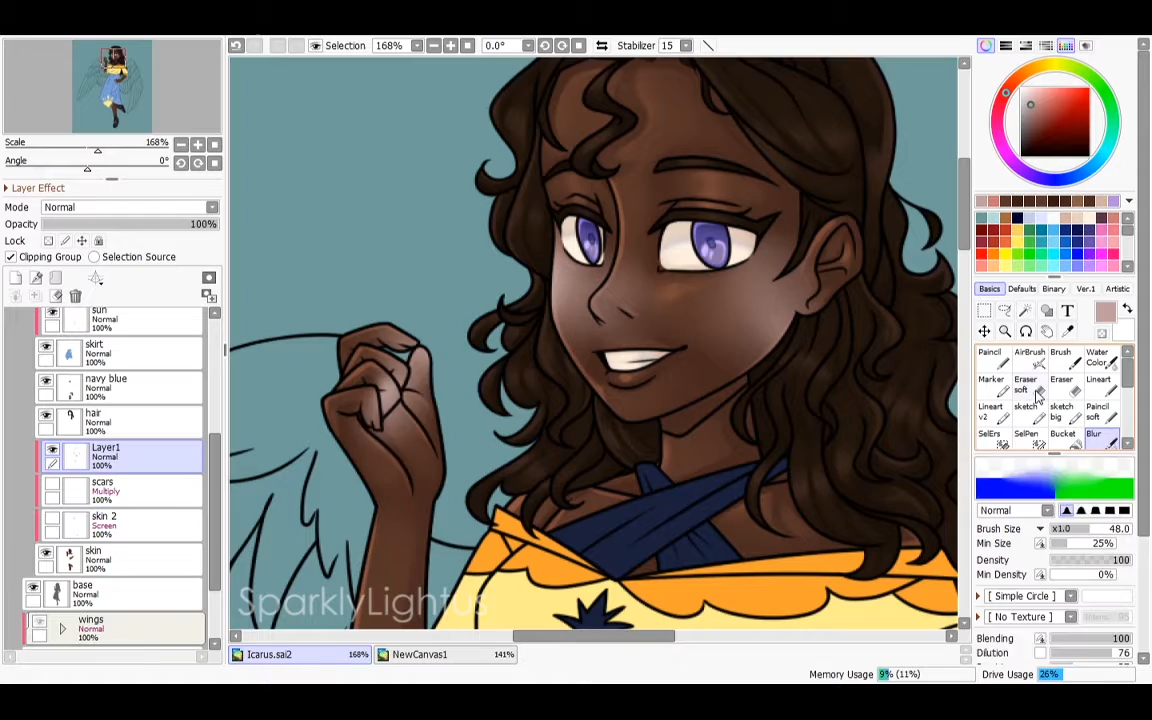 Selection 168% 0.0° Stabilizer 15
Scale 168%
Angle 0°
Layer Effect
Mode Normal
Opacity 100%
Lock
Clipping Group Selection Source
sun
Normal
100%
skirt
Normal
100%
navy blue
Normal
100%
hair
Normal
100%
Layer1
Normal
100%
scars
Multiply
100%
skin 2
Screen
100%
skin
Normal
100%
base
Normal
100%
wings
Normal
100%
SparklyLightus
Icarus.sai2 168% NewCanvas1 141%
Memory Usage 9% (11%) Drive Usage 26%
Basics Defaults Binary Ver.1 Artistic
T
Pancil AirBrush Brush Water Color
Marker Eraser soft Eraser Lineart
Lineart v2 sketch sketch big Pancil soft
SelErs SelPen Bucket Blur
Normal
Brush Size x1.0 48.0
Min Size 25%
Density 100
Min Density 0%
[ Simple Circle ]
[ No Texture ]
Blending 100
Dilution 76